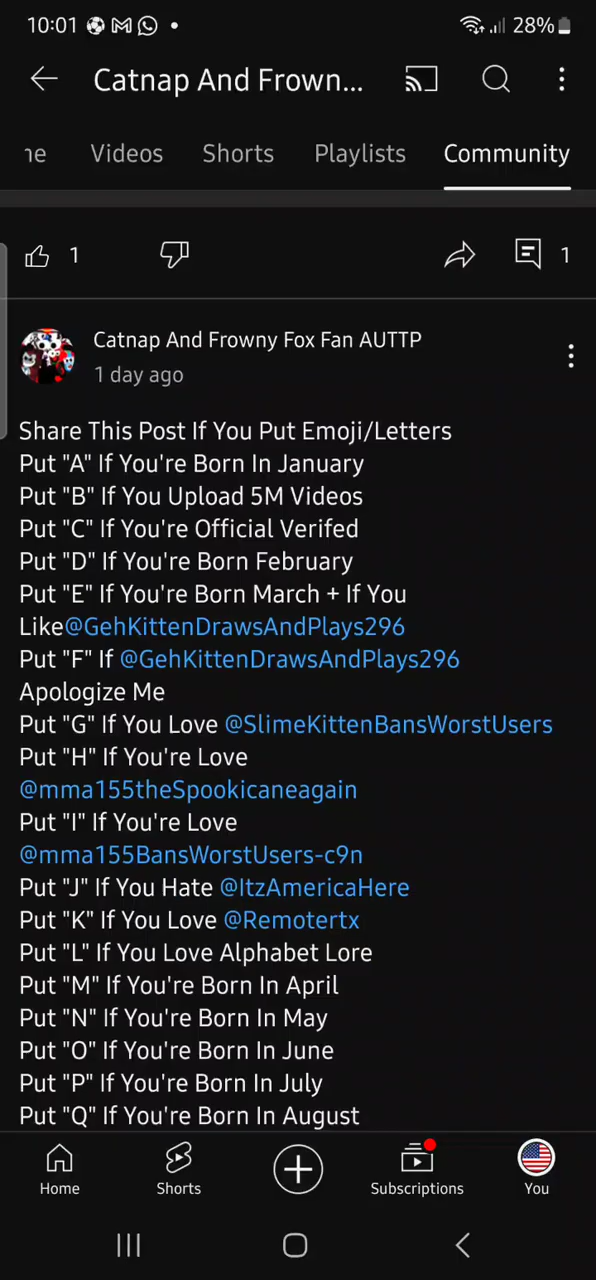 10:01
28%
Catnap And Frown...
ne Videos Shorts Playlists Community
1
1
Catnap And Frowny Fox Fan AUTTP
1 day ago
Share This Post If You Put Emoji/Letters
Put "A" If You're Born In January
Put "B" If You Upload 5M Videos
Put "C" If You're Official Verifed
Put "D" If You're Born February
Put "E" If You're Born March + If You
Like@GehKittenDrawsAndPlays296
Put "F" If @GehKittenDrawsAndPlays296
Apologize Me
Put "G" If You Love @SlimeKittenBansWorstUsers
Put "H" If You're Love
@mma155theSpookicaneagain
Put "I" If You're Love
@mma155BansWorstUsers-c9n
Put "J" If You Hate @ItzAmericaHere
Put "K" If You Love @Remotertx
Put "L" If You Love Alphabet Lore
Put "M" If You're Born In April
Put "N" If You're Born In May
Put "O" If You're Born In June
Put "P" If You're Born In July
Put "Q" If You're Born In August
Home Shorts Subscriptions You